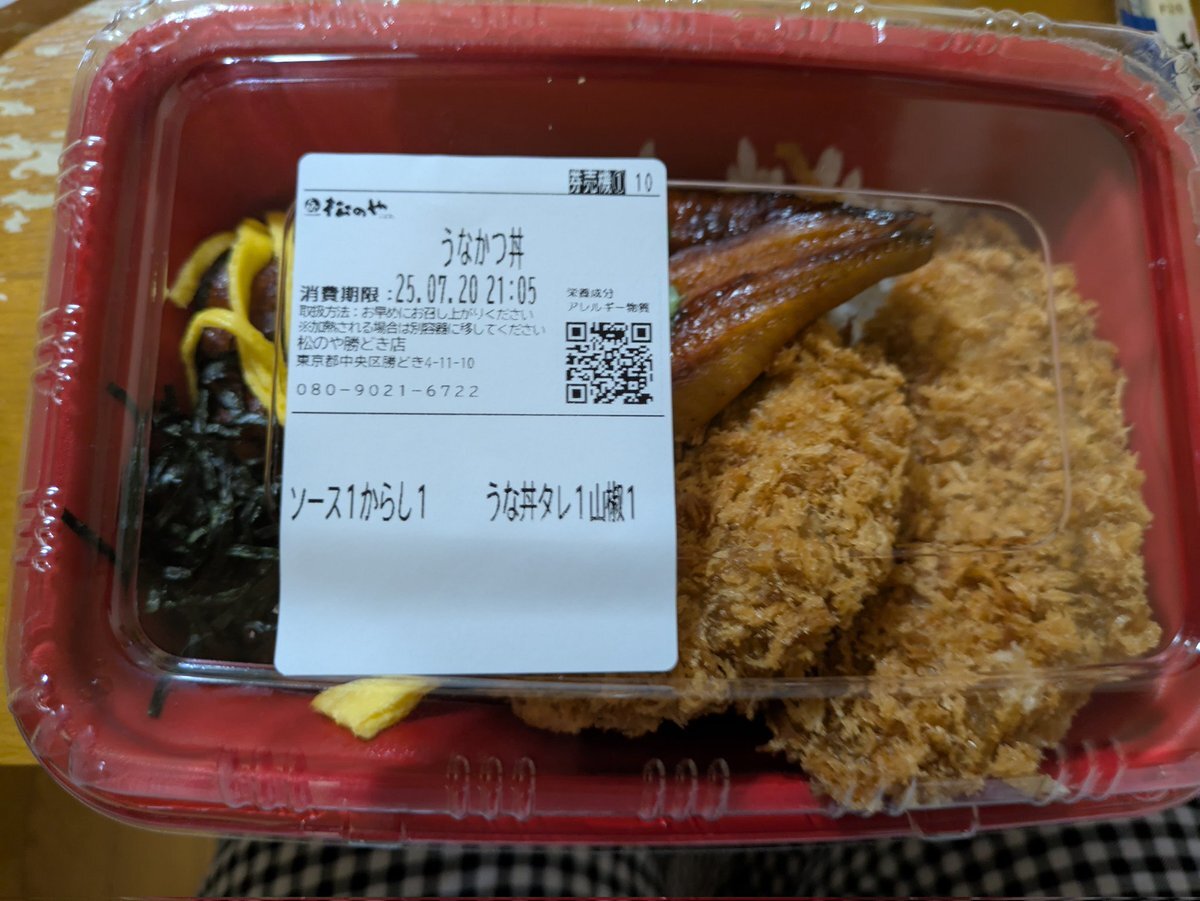 券売機① 10
松のや
うなかつ丼
消費期限:25.07.20 21:05
取扱方法：お早めにお召し上がりください
※加熱される場合は別容器に移してください
松のや勝どき店
東京都中央区勝どき4-11-10
080-9021-6722
栄養成分
アレルギー物質
ソース1からし1 うな丼タレ1山椒1